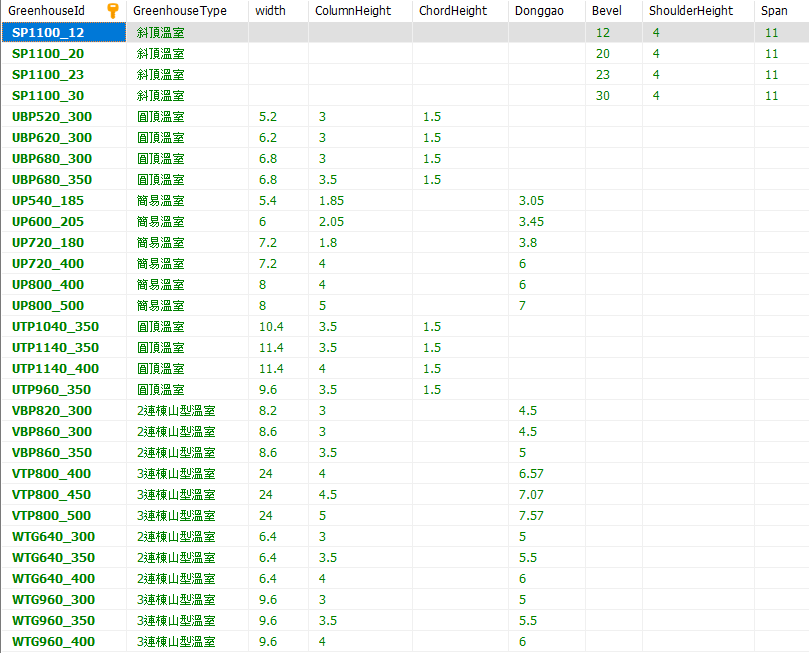 GreenhouseId GreenhouseType width ColumnHeight ChordHeight Donggao Bevel ShoulderHeight Span
SP1100_12 斜頂溫室 12 4 11
SP1100_20 斜頂溫室 20 4 11
SP1100_23 斜頂溫室 23 4 11
SP1100_30 斜頂溫室 30 4 11
UBP520_300 圓頂溫室 5.2 3 1.5
UBP620_300 圓頂溫室 6.2 3 1.5
UBP680_300 圓頂溫室 6.8 3 1.5
UBP680_350 圓頂溫室 6.8 3.5 1.5
UP540_185 簡易溫室 5.4 1.85 3.05
UP600_205 簡易溫室 6 2.05 3.45
UP720_180 簡易溫室 7.2 1.8 3.8
UP720_400 簡易溫室 7.2 4 6
UP800_400 簡易溫室 8 4 6
UP800_500 簡易溫室 8 5 7
UTP1040_350 圓頂溫室 10.4 3.5 1.5
UTP1140_350 圓頂溫室 11.4 3.5 1.5
UTP1140_400 圓頂溫室 11.4 4 1.5
UTP960_350 圓頂溫室 9.6 3.5 1.5
VBP820_300 2連棟山型溫室 8.2 3 4.5
VBP860_300 2連棟山型溫室 8.6 3 4.5
VBP860_350 2連棟山型溫室 8.6 3.5 5
VTP800_400 3連棟山型溫室 24 4 6.57
VTP800_450 3連棟山型溫室 24 4.5 7.07
VTP800_500 3連棟山型溫室 24 5 7.57
WTG640_300 2連棟山型溫室 6.4 3 5
WTG640_350 2連棟山型溫室 6.4 3.5 5.5
WTG640_400 2連棟山型溫室 6.4 4 6
WTG960_300 3連棟山型溫室 9.6 3 5
WTG960_350 3連棟山型溫室 9.6 3.5 5.5
WTG960_400 3連棟山型溫室 9.6 4 6